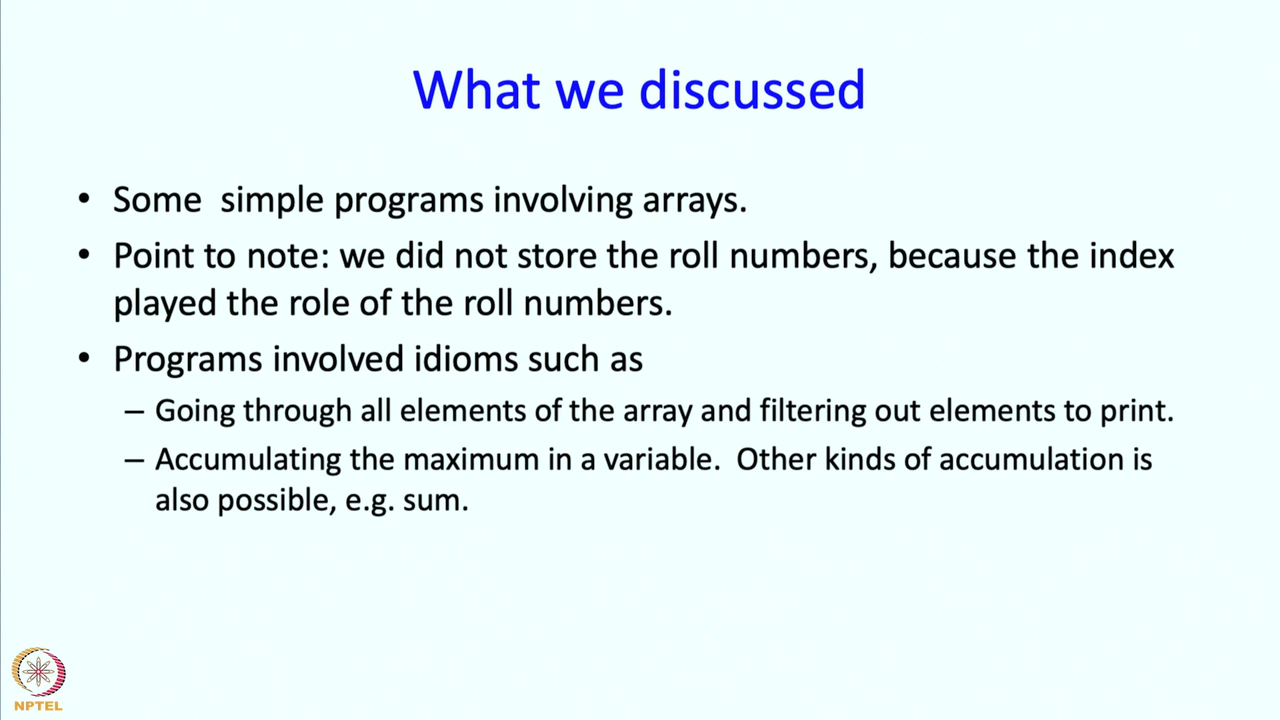 What we discussed
• Some simple programs involving arrays.
• Point to note: we did not store the roll numbers, because the index
played the role of the roll numbers.
• Programs involved idioms such as
– Going through all elements of the array and filtering out elements to print.
– Accumulating the maximum in a variable. Other kinds of accumulation is
also possible, e.g. sum.
NPTEL